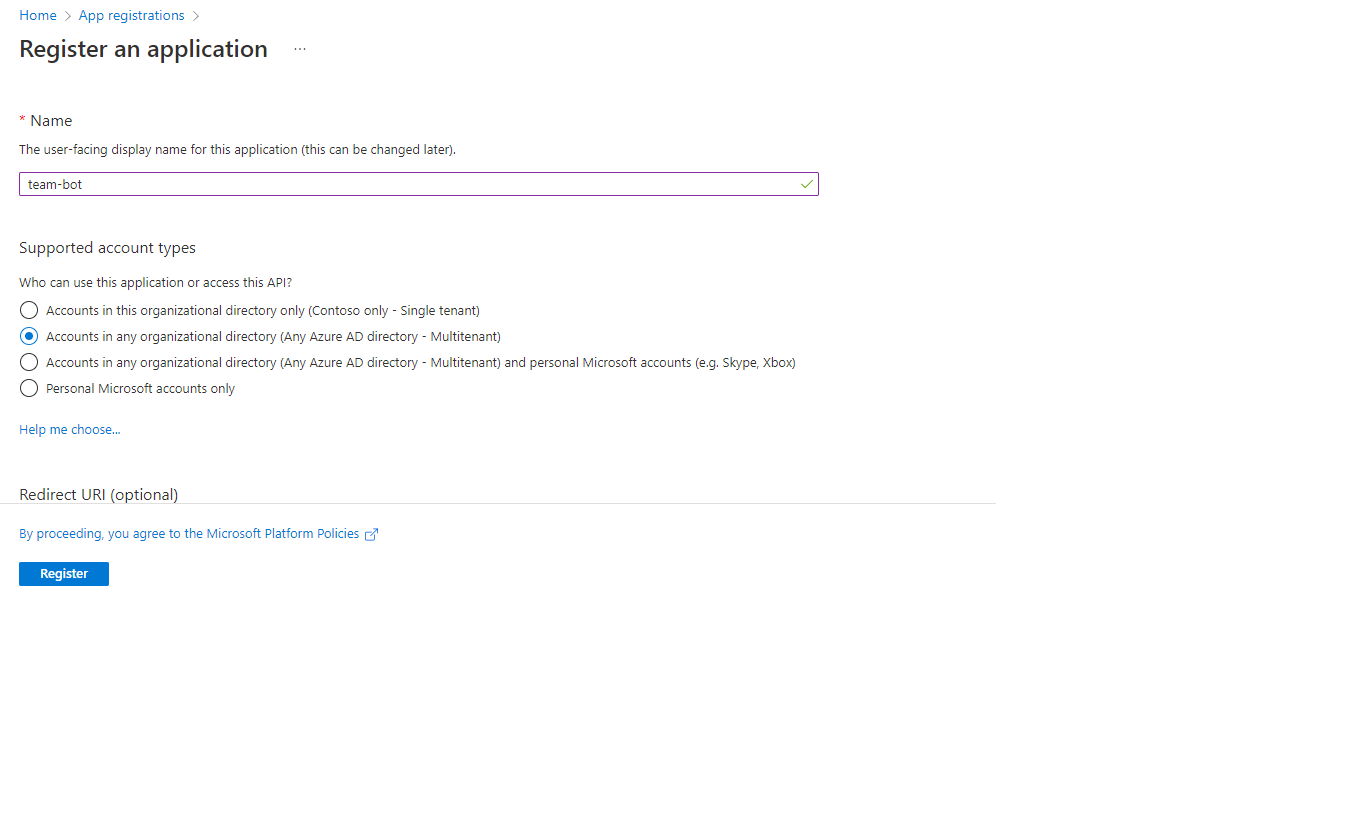 Home > App registrations >
Register an application ...
* Name
The user-facing display name for this application (this can be changed later).
team-bot
Supported account types
Who can use this application or access this API?
Accounts in this organizational directory only (Contoso only - Single tenant)
Accounts in any organizational directory (Any Azure AD directory - Multitenant)
Accounts in any organizational directory (Any Azure AD directory - Multitenant) and personal Microsoft accounts (e.g. Skype, Xbox)
Personal Microsoft accounts only
Help me choose...
Redirect URI (optional)
By proceeding, you agree to the Microsoft Platform Policies
Register